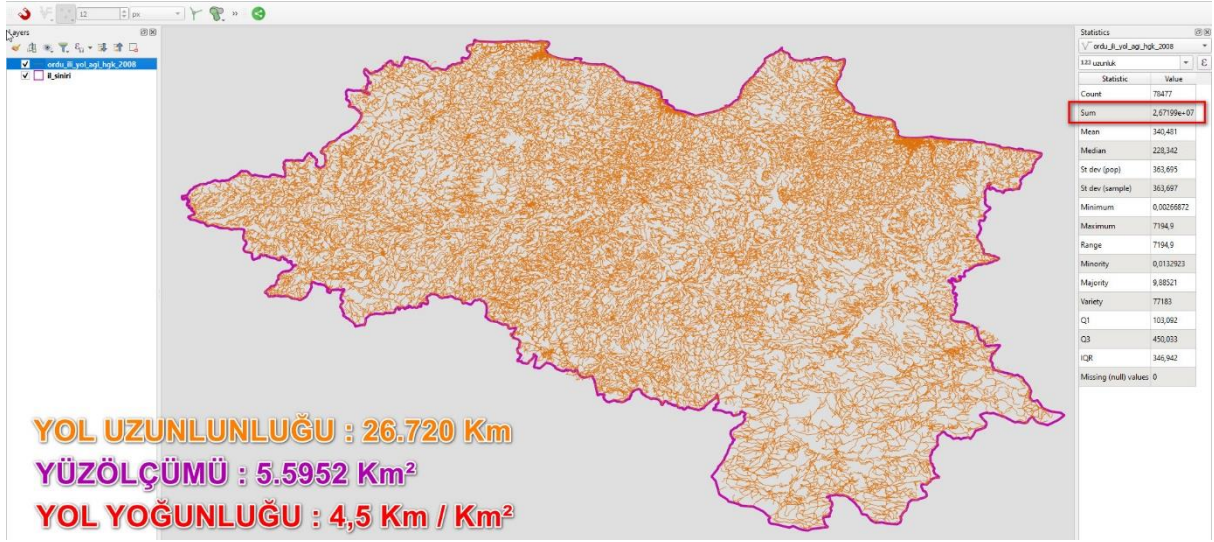 12
px
»
Layers
ordu_ili_yol_agi_hgk_2008
il_siniri
YOL UZUNLUNLUĞU : 26.720 Km
YÜZÖLÇÜMÜ : 5.5952 Km²
YOL YOĞUNLUĞU : 4,5 Km / Km²
Statistics
ordu_ili_yol_agi_hgk_2008
123 uzunluk
ε
Statistic Value
Count 78477
Sum 2,67199e+07
Mean 340,481
Median 228,342
St dev (pop) 363,695
St dev (sample) 363,697
Minimum 0,00266872
Maximum 7194,9
Range 7194,9
Minority 0,0132923
Majority 9,88521
Variety 77183
Q1 103,092
Q3 450,033
IQR 346,942
Missing (null) values 0